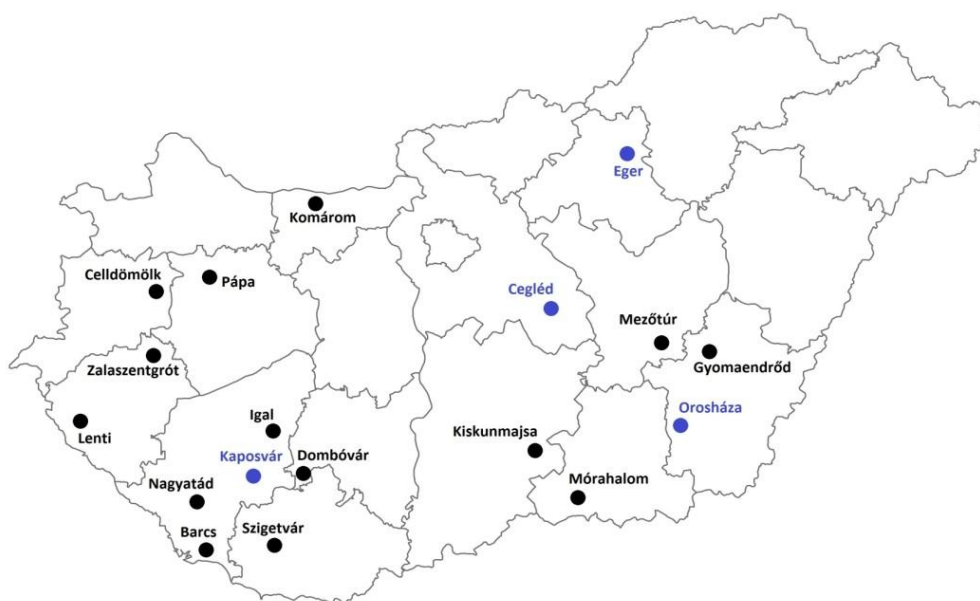 Eger
Komárom
Celldömölk
Pápa
Cegléd
Mezőtúr
Zalaszentgrót
Gyomaendrőd
Igal
Orosháza
Lenti
Kiskunmajsa
Kaposvár
Dombóvár
Nagyatád
Mórahalom
Barcs
Szigetvár